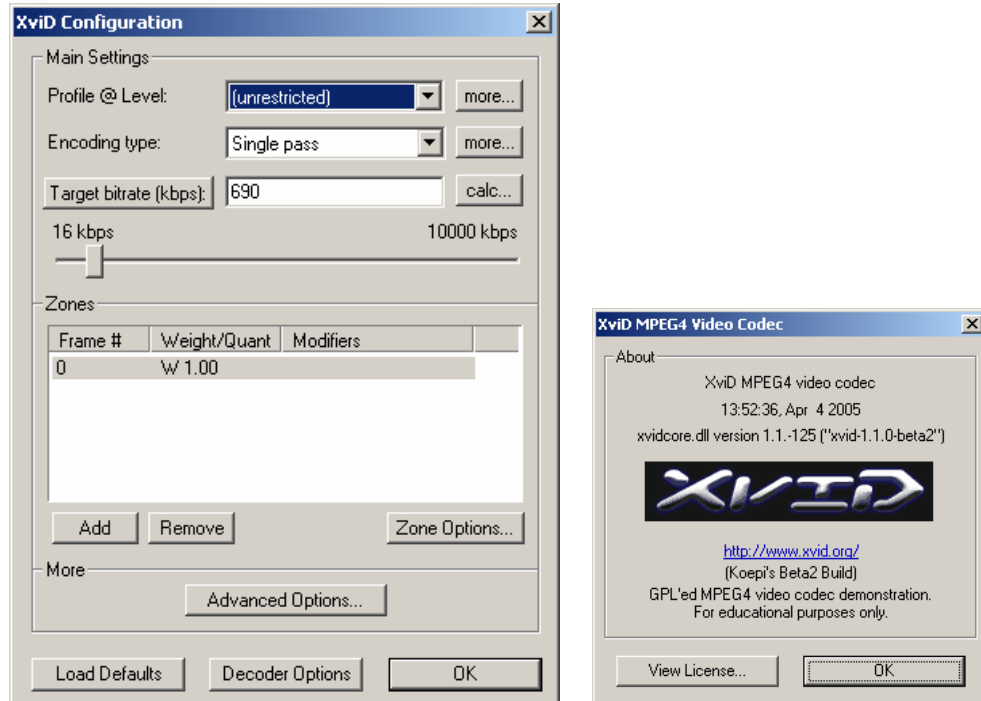 XviD Configuration
Main Settings
Profile @ Level: (unrestricted) more...
Encoding type: Single pass more...
Target bitrate (kbps): 690 calc...
16 kbps 10000 kbps
Zones
Frame # Weight/Quant Modifiers
0 W 1.00
Add Remove Zone Options...
More
Advanced Options...
Load Defaults Decoder Options OK
XviD MPEG4 Video Codec
About
XviD MPEG4 video codec
13:52:36, Apr 4 2005
xvidcore.dll version 1.1.-125 ("xvid-1.1.0-beta2")
XVID
http://www.xvid.org/
(Koepi's Beta2 Build)
GPL'ed MPEG4 video codec demonstration.
For educational purposes only.
View License... OK